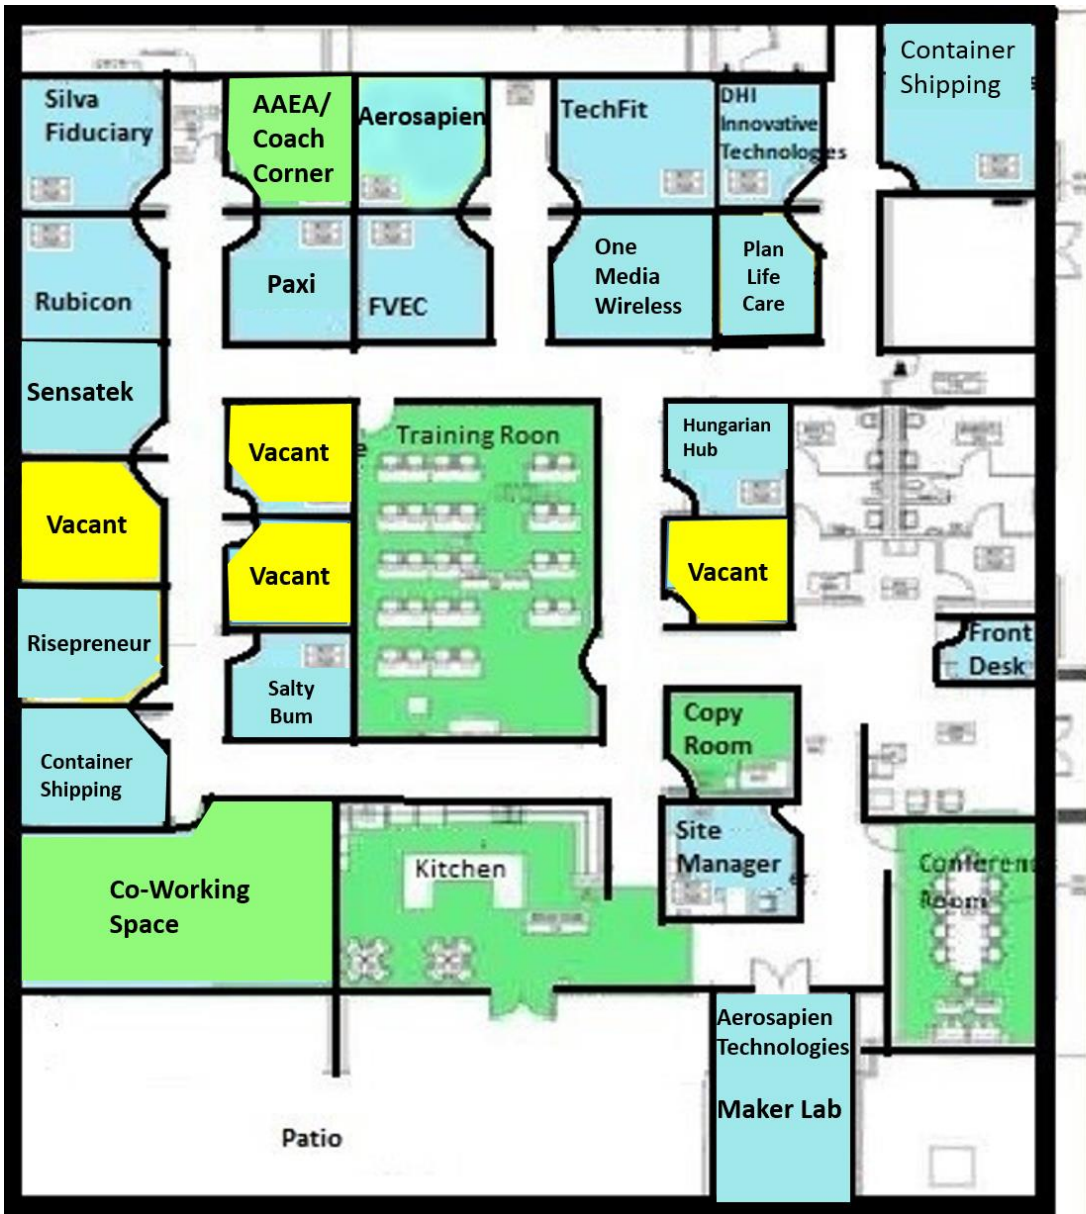 Container
Shipping
Silva
Fiduciary
AAEA/
Coach
Corner
Aerosapien
TechFit
DHI
Innovative
Technologies
Rubicon
Paxi
FVEC
One
Media
Wireless
Plan
Life
Care
Sensatek
Vacant
Training Roon
Hungarian
Hub
Vacant
Vacant
Vacant
Risepreneur
Salty
Bum
Front
Desk
Copy
Room
Container
Shipping
Site
Manager
Kitchen
Conferenc
Room
Co-Working
Space
Aerosapien
Technologies
Maker Lab
Patio